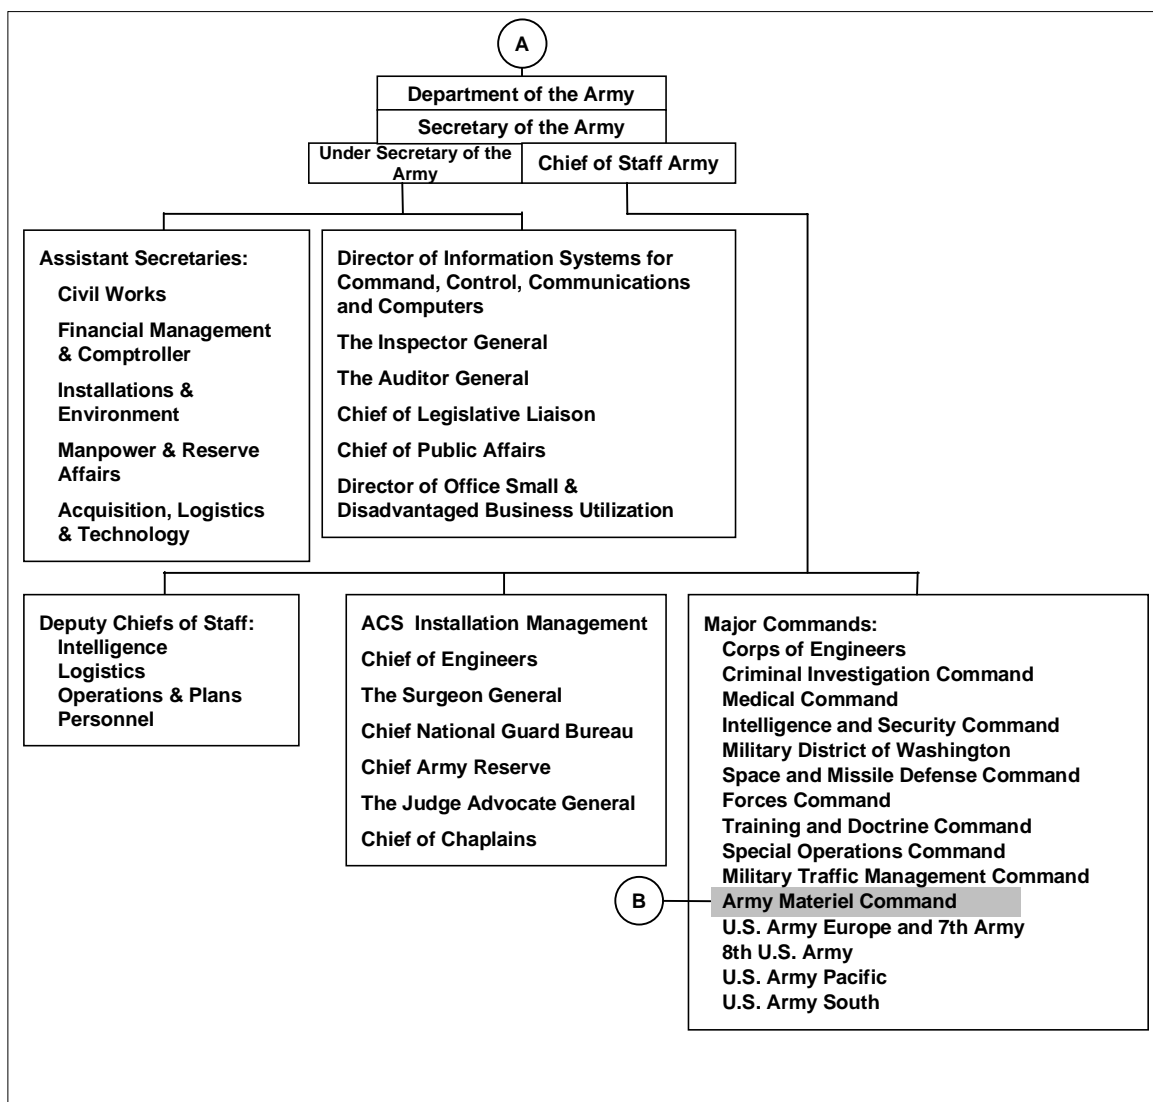 A
Department of the Army
Secretary of the Army
Under Secretary of the
Army
Chief of Staff Army
Assistant Secretaries:
Civil Works
Financial Management
& Comptroller
Installations &
Environment
Manpower & Reserve
Affairs
Acquisition, Logistics
& Technology
Director of Information Systems for
Command, Control, Communications
and Computers
The Inspector General
The Auditor General
Chief of Legislative Liaison
Chief of Public Affairs
Director of Office Small &
Disadvantaged Business Utilization
Deputy Chiefs of Staff:
Intelligence
Logistics
Operations & Plans
Personnel
ACS Installation Management
Chief of Engineers
The Surgeon General
Chief National Guard Bureau
Chief Army Reserve
The Judge Advocate General
Chief of Chaplains
Major Commands:
Corps of Engineers
Criminal Investigation Command
Medical Command
Intelligence and Security Command
Military District of Washington
Space and Missile Defense Command
Forces Command
Training and Doctrine Command
Special Operations Command
Military Traffic Management Command
B
Army Materiel Command
U.S. Army Europe and 7th Army
8th U.S. Army
U.S. Army Pacific
U.S. Army South